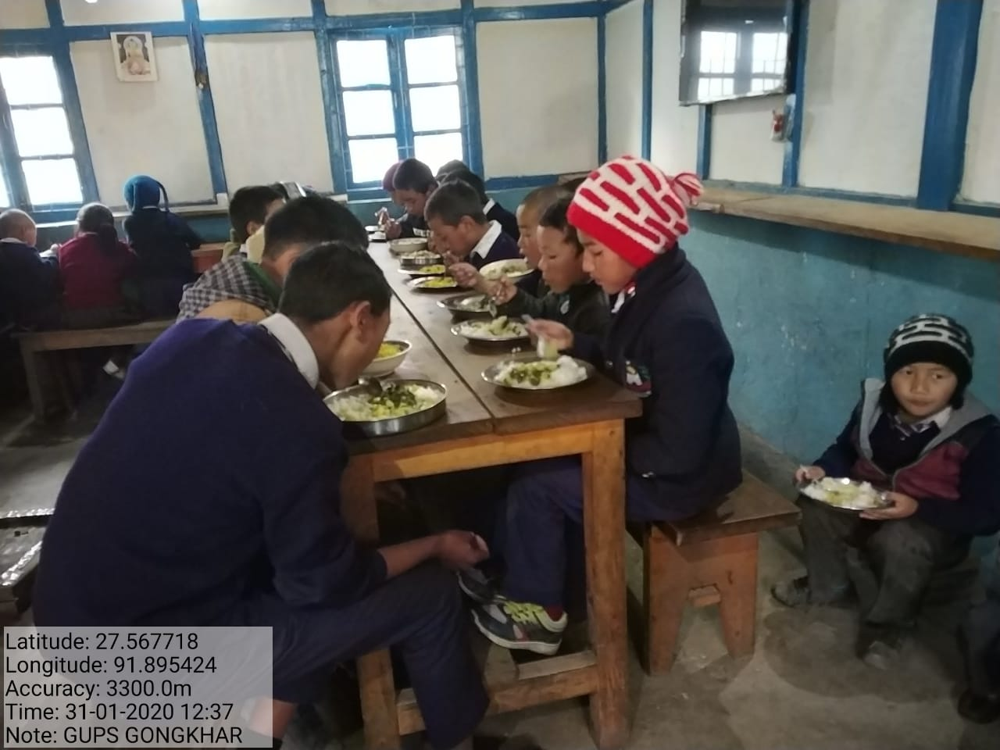 Latitude: 27.567718
Longitude: 91.895424
Accuracy: 3300.0m
Time: 31-01-2020 12:37
Note: GUPS GONGKHAR